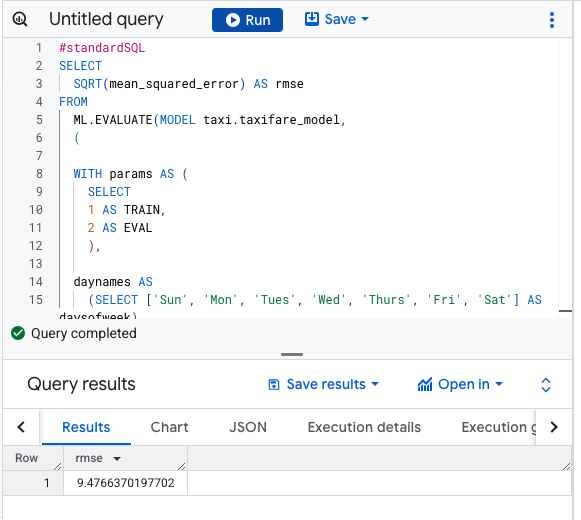 Untitled query Run Save
1 #standardSQL
2 SELECT
3 SQRT(mean_squared_error) AS rmse
4 FROM
5 ML.EVALUATE(MODEL taxi.taxifare_model,
6 (
7
8 WITH params AS (
9 SELECT
10 1 AS TRAIN,
11 2 AS EVAL
12 ),
13
14 daynames AS
15 (SELECT ['Sun', 'Mon', 'Tues', 'Wed', 'Thurs', 'Fri', 'Sat'] AS
daysofweek)
Query completed
Query results Save results Open in
Results Chart JSON Execution details Execution g
Row rmse
1 9.4766370197702